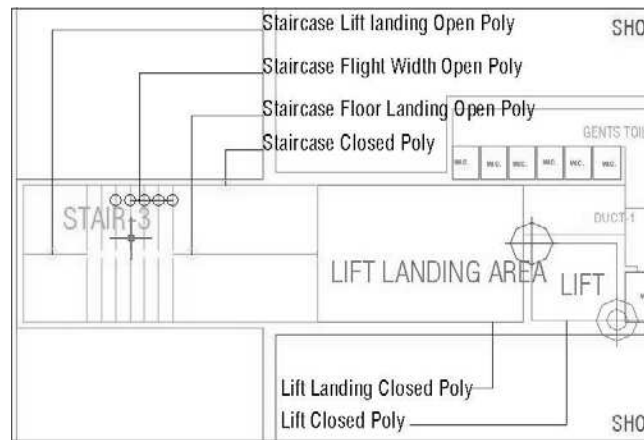 Staircase Lift landing Open Poly
SHO
Staircase Flight Width Open Poly
Staircase Floor Landing Open Poly
Staircase Closed Poly
GENTS TOIL
W.C. W.C. W.C. W.C. W.C. W.C.
STAIR-3
DUCT-1
LIFT LANDING AREA
LIFT
Lift Landing Closed Poly
Lift Closed Poly
SHO